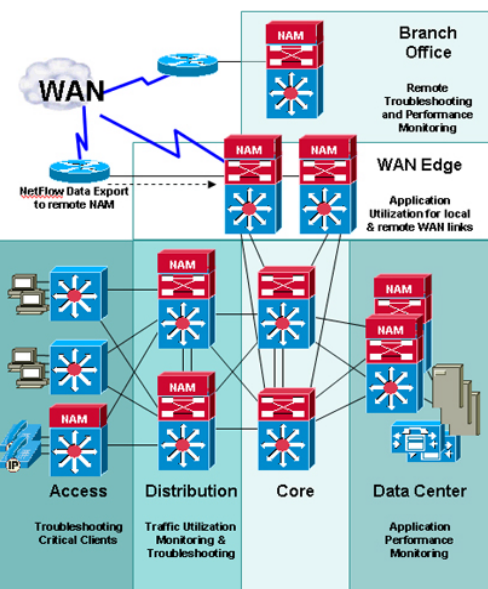 NAM
Branch
Office
WAN
Remote
Troubleshooting
and Performance
Monitoring
NAM
NAM
WAN Edge
NetFlow Data Export
to remote NAM
Application
Utilization for local
& remote WAN links
NAM
NAM
NAM
NAM
NAM
IP
Access
Distribution
Core
Data Center
Troubleshooting
Critical Clients
Traffic Utilization
Monitoring &
Troubleshooting
Application
Performance
Monitoring